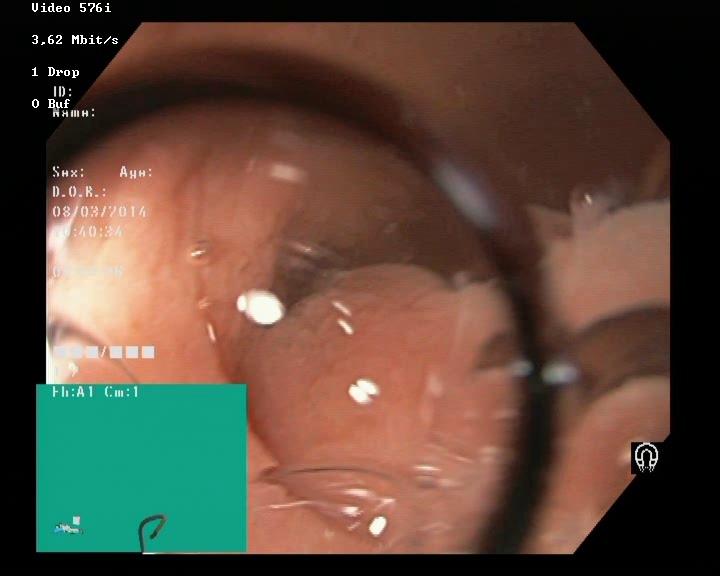 Video 576i
3,62 Mbit/s
1 Drop
ID:
0 Buf
Name:
Sex: Age:
D.O.R.:
08/03/2014
Ph:A1 Cm:1